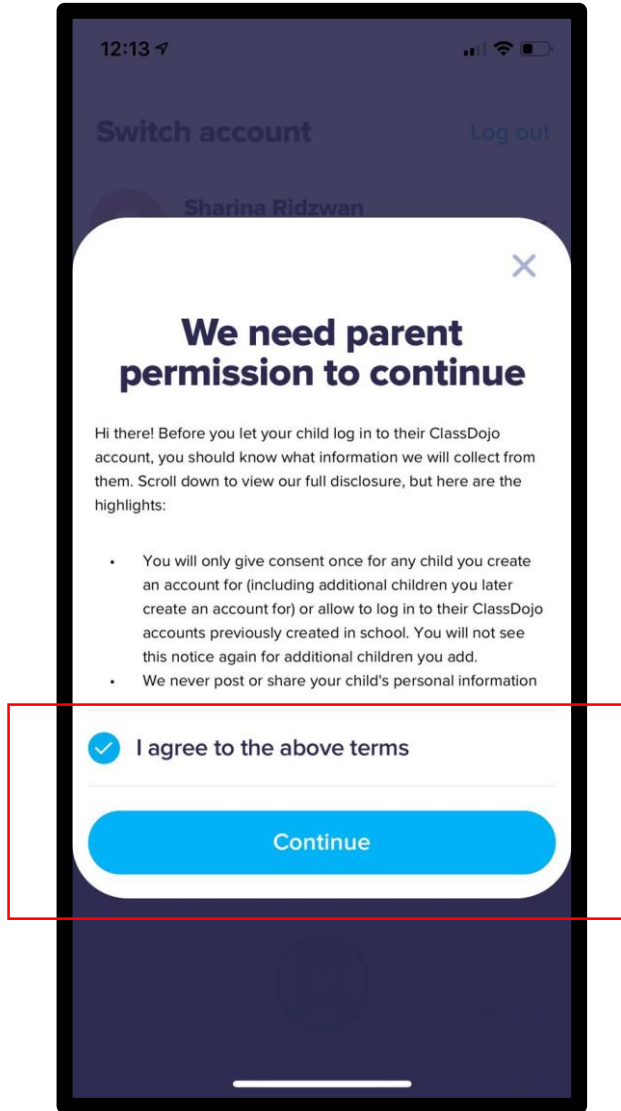 12:13
Switch account
Log out
Sharina Ridzwan
We need parent
permission to continue
Hi there! Before you let your child log in to their ClassDojo
account, you should know what information we will collect from
them. Scroll down to view our full disclosure, but here are the
highlights:
• You will only give consent once for any child you create
an account for (including additional children you later
create an account for) or allow to log in to their ClassDojo
accounts previously created in school. You will not see
this notice again for additional children you add.
• We never post or share your child's personal information
I agree to the above terms
Continue